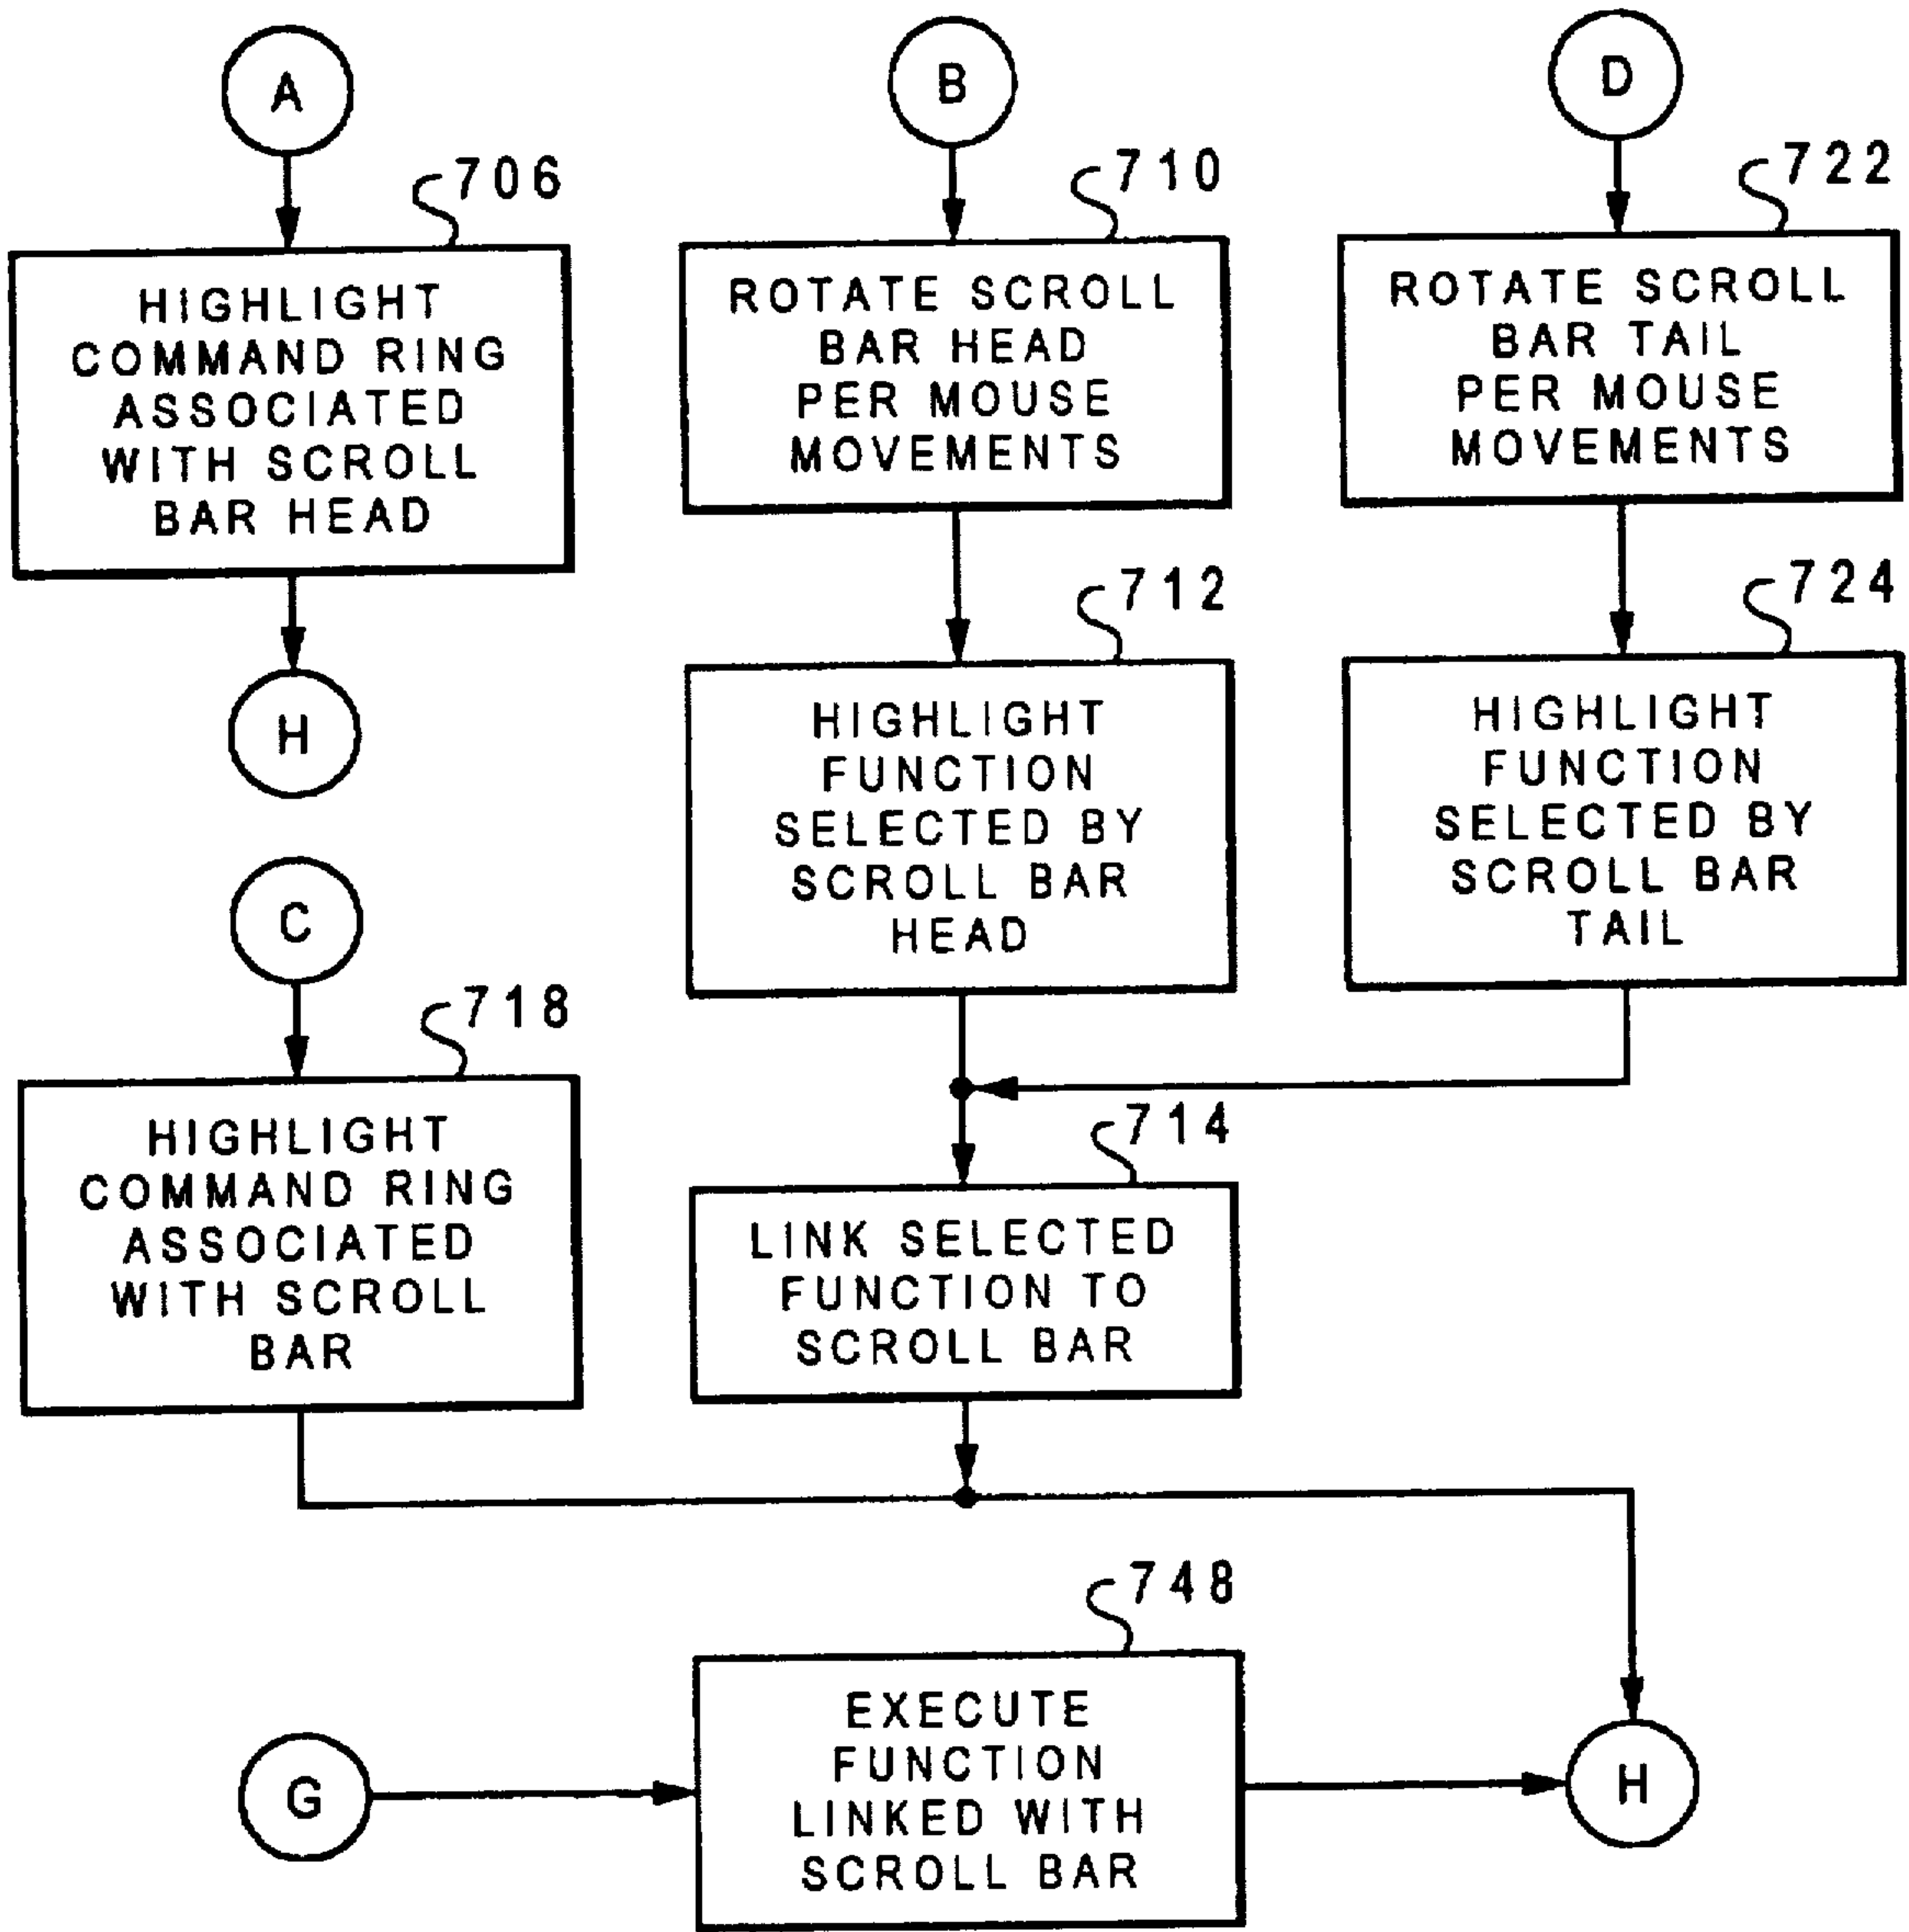 A
706
HIGHLIGHT
COMMAND RING
ASSOCIATED
WITH SCROLL
BAR HEAD
H
B
710
ROTATE SCROLL
BAR HEAD
PER MOUSE
MOVEMENTS
712
HIGHLIGHT
FUNCTION
SELECTED BY
SCROLL BAR
HEAD
D
722
ROTATE SCROLL
BAR TAIL
PER MOUSE
MOVEMENTS
724
HIGHLIGHT
FUNCTION
SELECTED BY
SCROLL BAR
TAIL
C
718
HIGHLIGHT
COMMAND RING
ASSOCIATED
WITH SCROLL
BAR
714
LINK SELECTED
FUNCTION TO
SCROLL BAR
G
748
EXECUTE
FUNCTION
LINKED WITH
SCROLL BAR
H